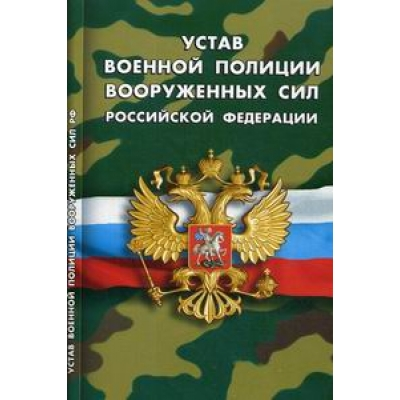 УСТАВ
ВОЕННОЙ ПОЛИЦИИ
ВООРУЖЕННЫХ СИЛ
РОССИЙСКОЙ ФЕДЕРАЦИИ
УСТАВ ВОЕННОЙ ПОЛИЦИИ ВООРУЖЕННЫХ СИЛ РФ